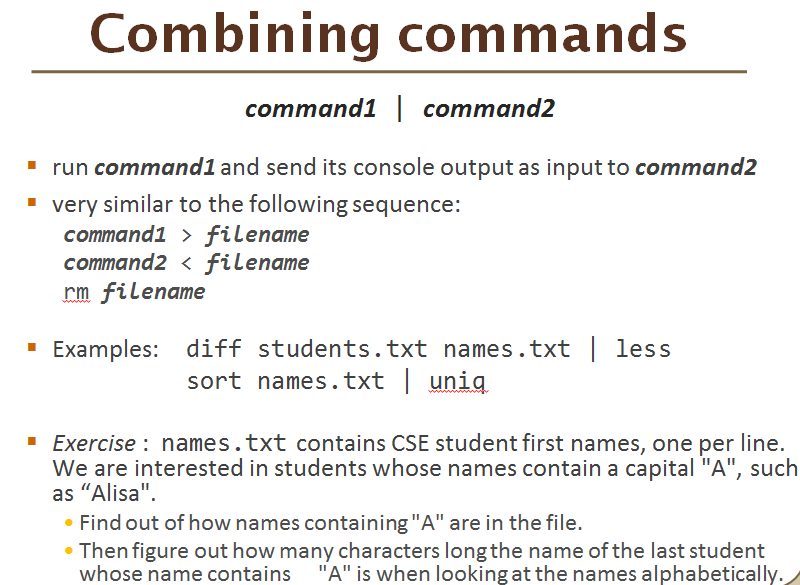 Combining commands
command1 | command2
▪ run command1 and send its console output as input to command2
▪ very similar to the following sequence:
command1 > filename
command2 < filename
rm filename
▪ Examples: diff students.txt names.txt | less
sort names.txt | uniq
▪ Exercise : names.txt contains CSE student first names, one per line.
We are interested in students whose names contain a capital "A", such
as “Alisa".
• Find out of how names containing "A" are in the file.
• Then figure out how many characters long the name of the last student
whose name contains "A" is when looking at the names alphabetically.